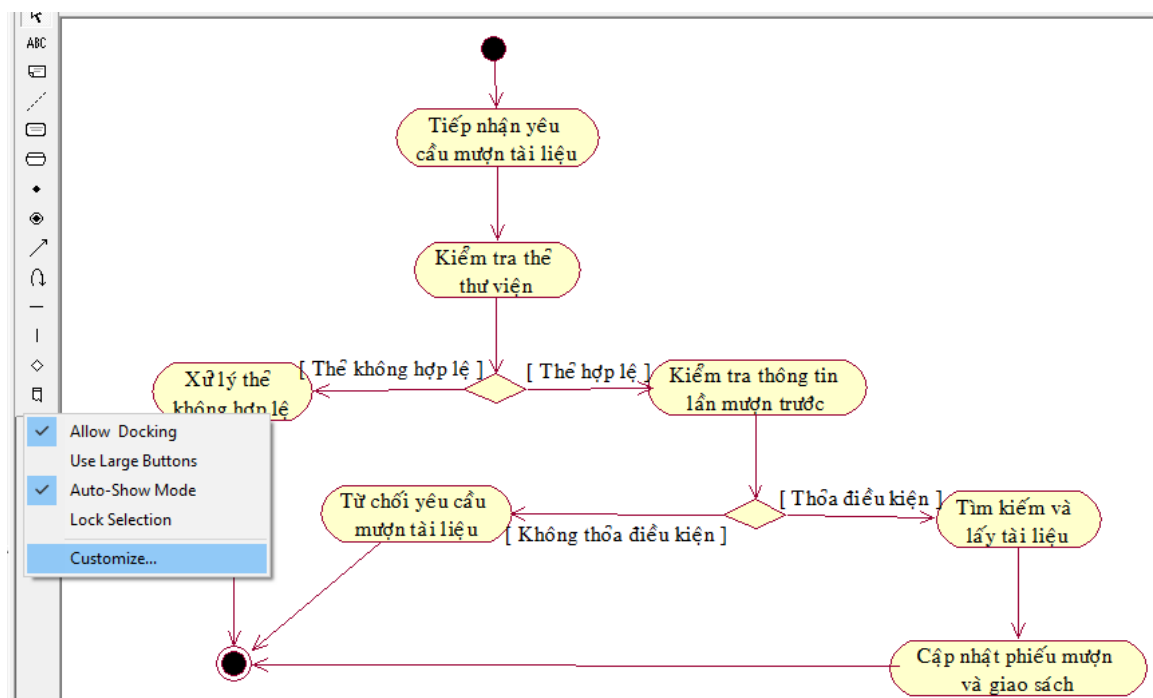 ABC
Tiếp nhận yêu
cầu mượn tài liệu
Kiểm tra thẻ
thư viện
[ Thẻ không hợp lệ ]
[ Thẻ hợp lệ ]
Xử lý thẻ
không hợp lệ
Kiểm tra thông tin
lần mượn trước
Allow Docking
Use Large Buttons
Auto-Show Mode
Lock Selection
Customize...
Từ chối yêu cầu
mượn tài liệu
[ Không thỏa điều kiện ]
[ Thỏa điều kiện ]
Tìm kiếm và
lấy tài liệu
Cập nhật phiếu mượn
và giao sách